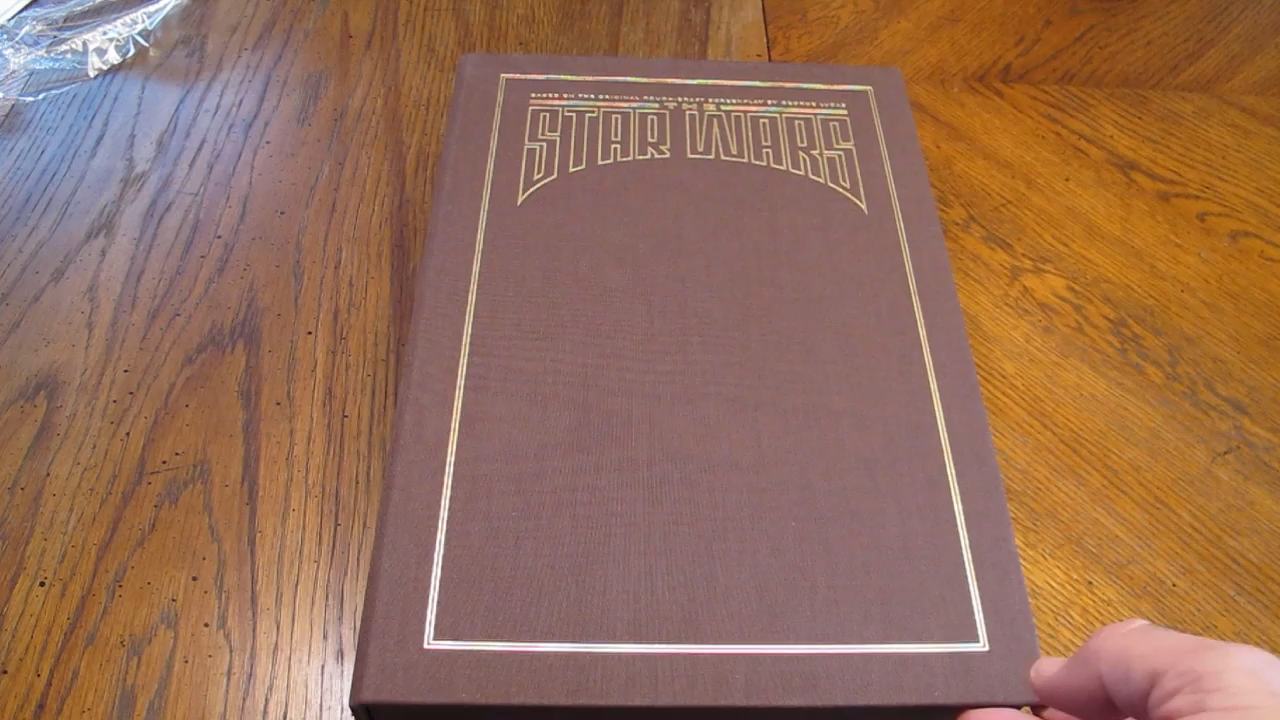 BASED ON THE ORIGINAL ROUGH-DRAFT SCREENPLAY BY GEORGE LUCAS
THE
STAR WARS